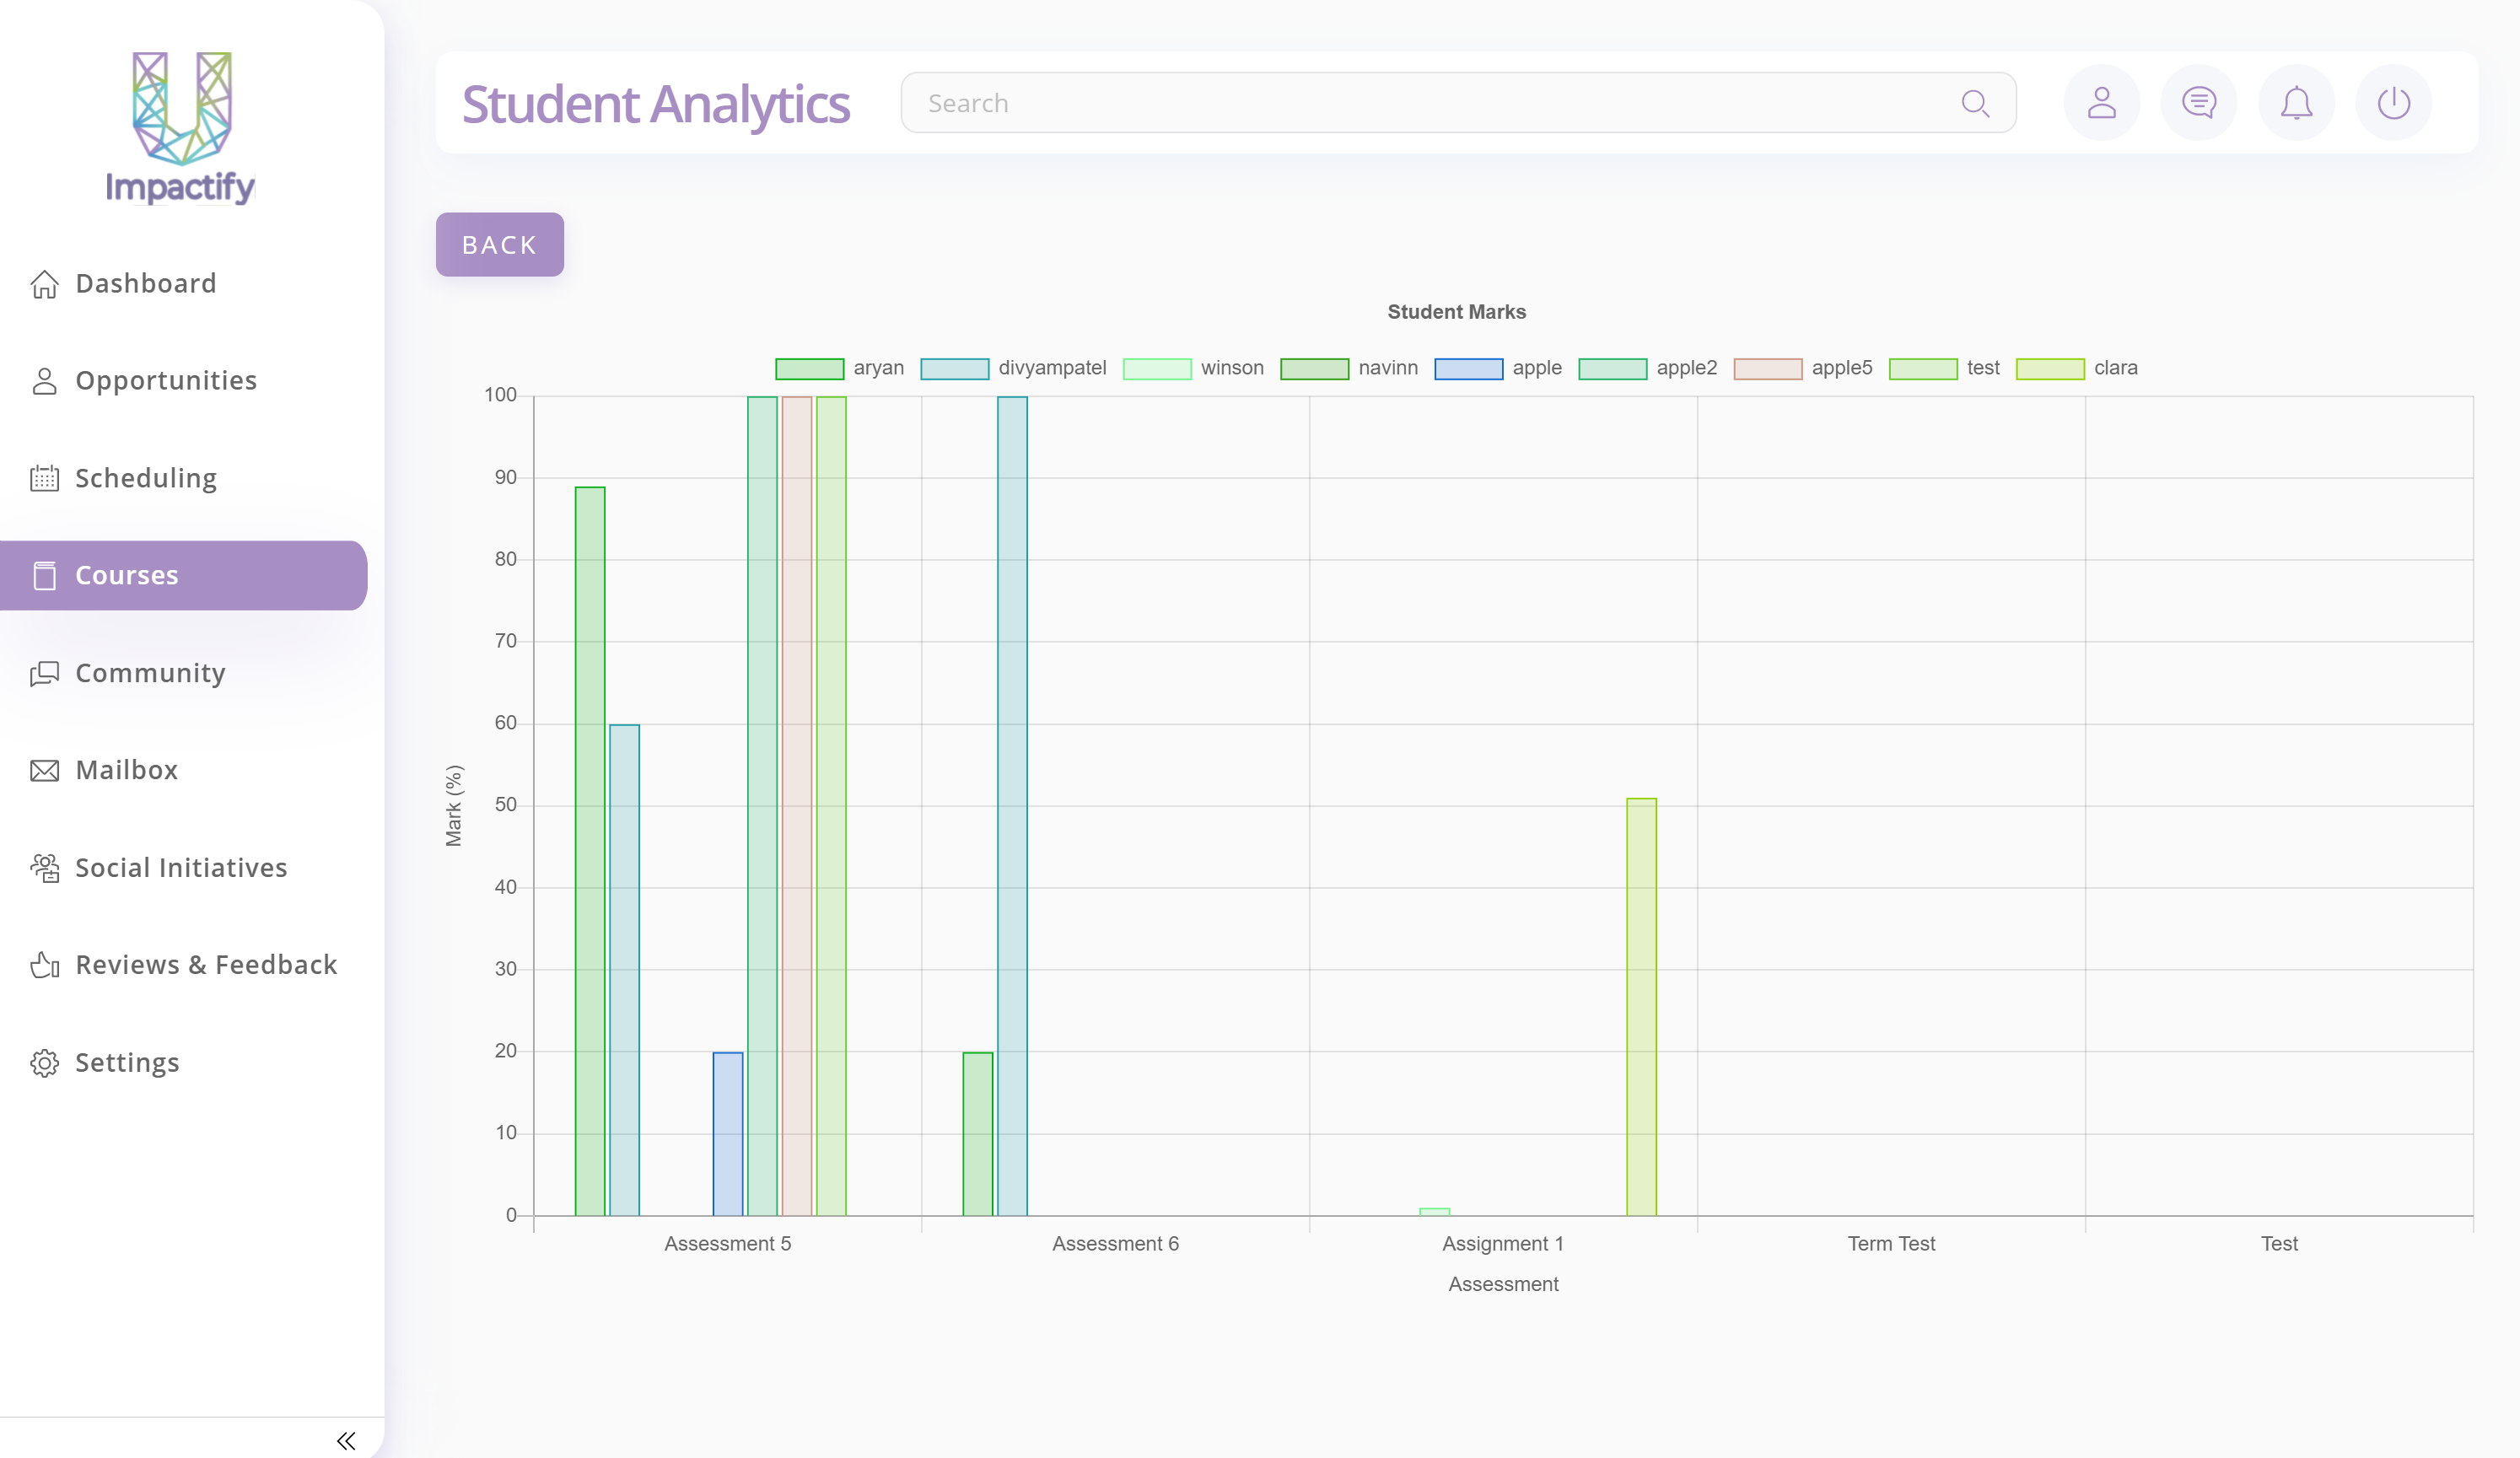 Impactify
Dashboard
Opportunities
Scheduling
Courses
Community
Mailbox
Social Initiatives
Reviews & Feedback
Settings
Student Analytics
Search
BACK
Student Marks
aryan divyampatel winson navinn apple apple2 apple5 test clara
100
90
80
70
60
50
40
30
20
10
0
Mark (%)
Assessment 5 Assessment 6 Assignment 1 Term Test Test
Assessment